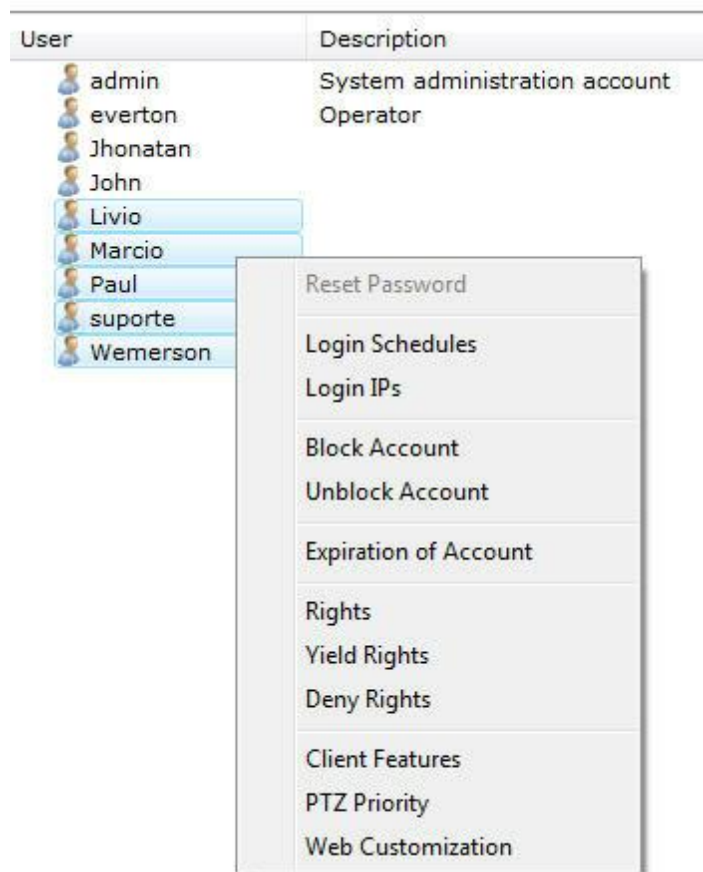 User Description
admin System administration account
everton Operator
Jhonatan
John
Livio
Marcio
Paul
suporte
Wemerson
Reset Password
Login Schedules
Login IPs
Block Account
Unblock Account
Expiration of Account
Rights
Yield Rights
Deny Rights
Client Features
PTZ Priority
Web Customization